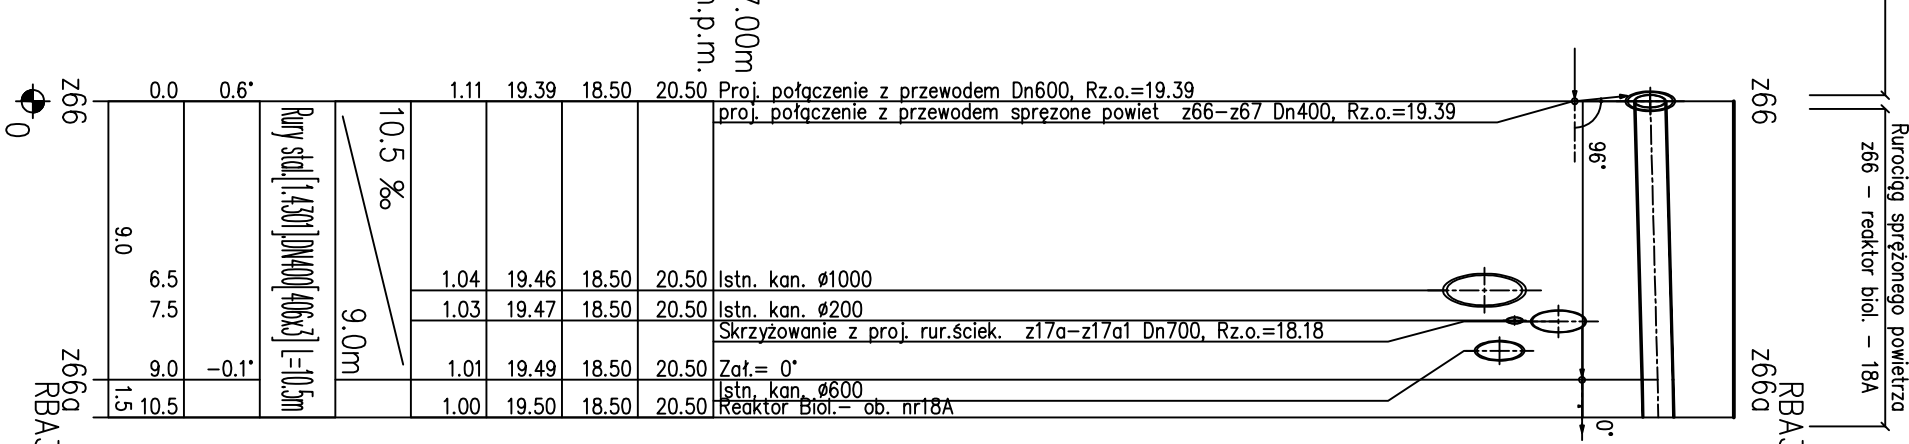 7.00m
n.p.m.
z66
0.0 0.6° 1.11 19.39 18.50 20.50 Proj. połączenie z przewodem Dn600, Rz.o.=19.39
proj. połączenie z przewodem spręzone powiet z66-z67 Dn400, Rz.o.=19.39
0
Rury stal.[1.4301],DN400[406x3] L=10.5m
10.5 ‰
9.0m
9.0
6.5 1.04 19.46 18.50 20.50 Istn. kan. ø1000
7.5 1.03 19.47 18.50 20.50 Istn. kan. ø200
Skrzyżowanie z proj. rur.ściek. z17a-z17a1 Dn700, Rz.o.=18.18
9.0 -0.1° 1.01 19.49 18.50 20.50 Zał.= 0°
Istn. kan. ø600
1.5 10.5 1.00 19.50 18.50 20.50 Reaktor Biol.- ob. nr18A
z66a
96°
0°
z66
z66a
Rurociąg sprężonego powietrza
z66 - reaktor biol. - 18A